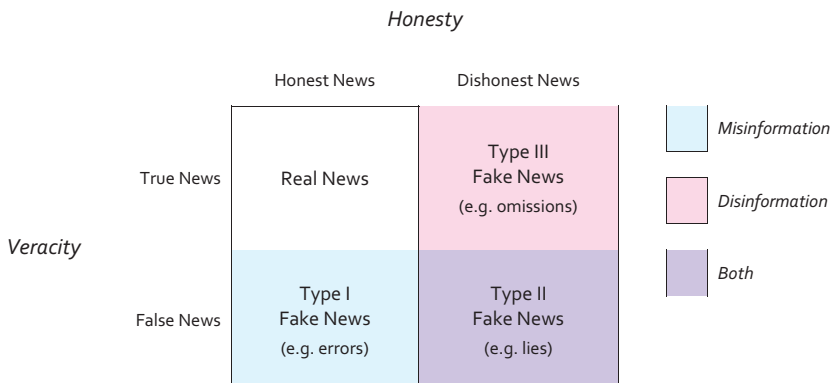 Honesty
Honest News
Dishonest News
Misinformation
True News
Real News
Type III
Fake News
(e.g. omissions)
Disinformation
Veracity
Both
False News
Type I
Fake News
(e.g. errors)
Type II
Fake News
(e.g. lies)